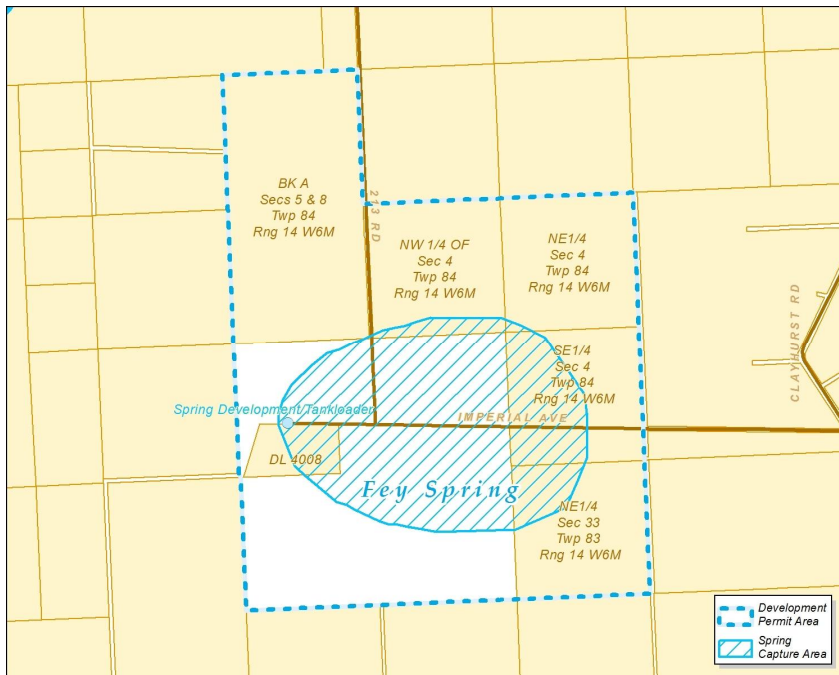 BK A
Secs 5 & 8
Twp 84
Rng 14 W6M
213 RD
NW 1/4 OF
Sec 4
Twp 84
Rng 14 W6M
NE1/4
Sec 4
Twp 84
Rng 14 W6M
CLAYHURST RD
SE1/4
Sec 4
Twp 84
Rng 14 W6M
Spring Development/Tankloader
IMPERIAL AVE
DL 4008
Fey Spring
NE1/4
Sec 33
Twp 83
Rng 14 W6M
Development
Permit Area
Spring
Capture Area